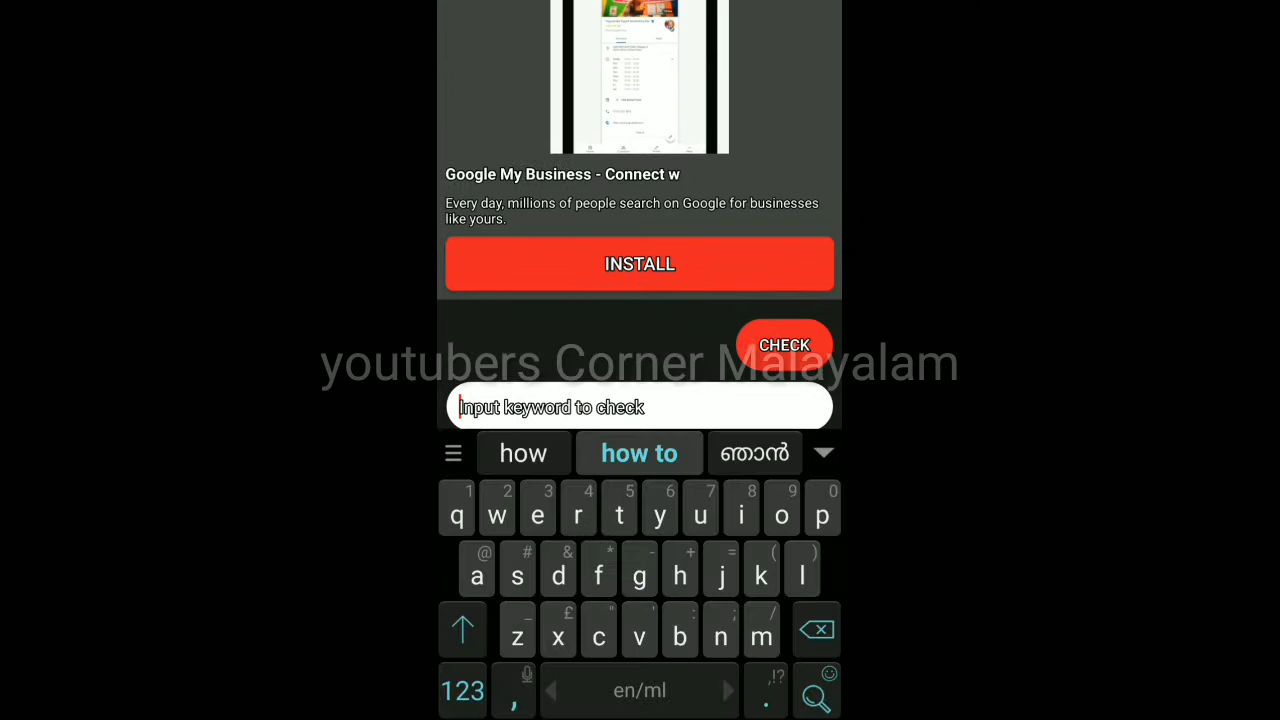 Google My Business - Connect w
Every day, millions of people search on Google for businesses
like yours.
INSTALL
CHECK
youtubers Corner Malayalam
Input keyword to check
how how to ഞാൻ
1 2 3 4 5 6 7 8 9 0
q w e r t y u i o p
@ # & * - + = ( )
a s d f g h j k l
_ £ " ' : ; /
z x c v b n m
,!?
123 , en/ml .